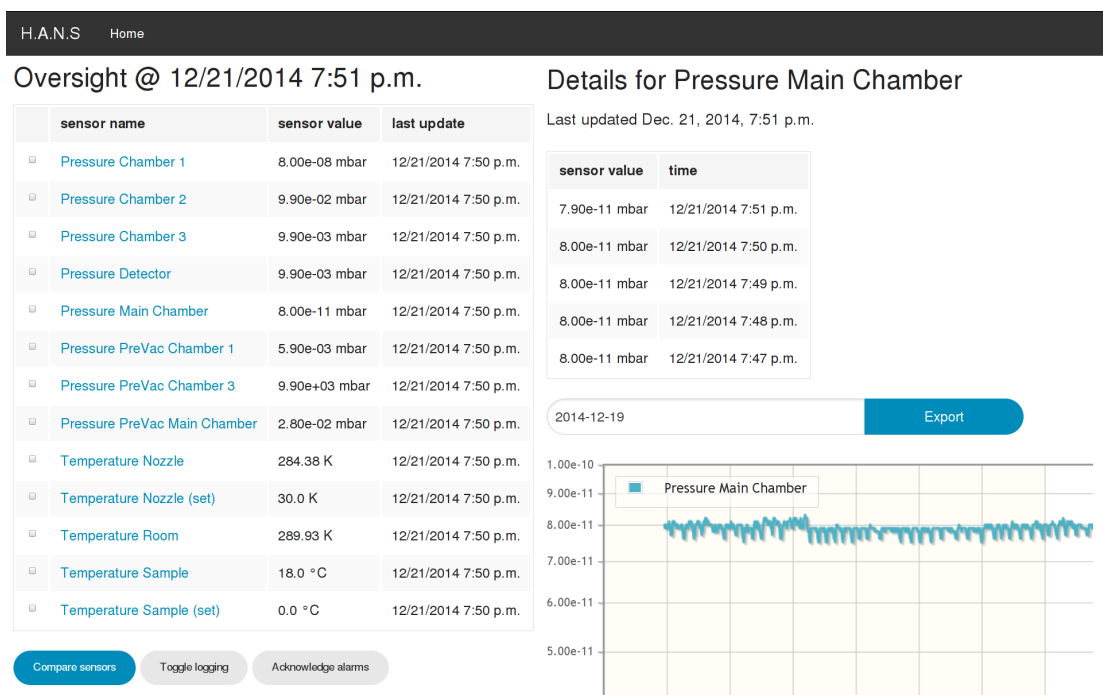 H.A.N.S Home
Oversight @ 12/21/2014 7:51 p.m.
sensor name sensor value last update
Pressure Chamber 1 8.00e-08 mbar 12/21/2014 7:50 p.m.
Pressure Chamber 2 9.90e-02 mbar 12/21/2014 7:50 p.m.
Pressure Chamber 3 9.90e-03 mbar 12/21/2014 7:50 p.m.
Pressure Detector 9.90e-03 mbar 12/21/2014 7:50 p.m.
Pressure Main Chamber 8.00e-11 mbar 12/21/2014 7:50 p.m.
Pressure PreVac Chamber 1 5.90e-03 mbar 12/21/2014 7:50 p.m.
Pressure PreVac Chamber 3 9.90e+03 mbar 12/21/2014 7:50 p.m.
Pressure PreVac Main Chamber 2.80e-02 mbar 12/21/2014 7:50 p.m.
Temperature Nozzle 284.38 K 12/21/2014 7:50 p.m.
Temperature Nozzle (set) 30.0 K 12/21/2014 7:50 p.m.
Temperature Room 289.93 K 12/21/2014 7:50 p.m.
Temperature Sample 18.0 °C 12/21/2014 7:50 p.m.
Temperature Sample (set) 0.0 °C 12/21/2014 7:50 p.m.
Compare sensors Toggle logging Acknowledge alarms
Details for Pressure Main Chamber
Last updated Dec. 21, 2014, 7:51 p.m.
sensor value time
7.90e-11 mbar 12/21/2014 7:51 p.m.
8.00e-11 mbar 12/21/2014 7:50 p.m.
8.00e-11 mbar 12/21/2014 7:49 p.m.
8.00e-11 mbar 12/21/2014 7:48 p.m.
8.00e-11 mbar 12/21/2014 7:47 p.m.
2014-12-19 Export
1.00e-10
Pressure Main Chamber
9.00e-11
8.00e-11
7.00e-11
6.00e-11
5.00e-11